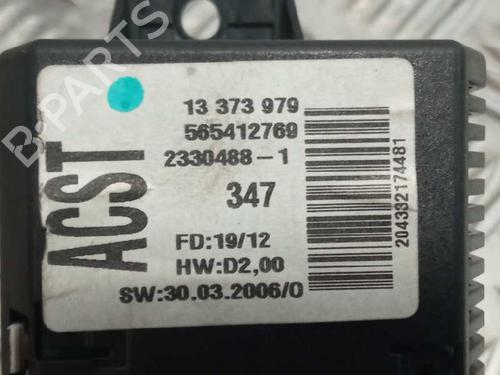 B-PARTS
ACST
13 373 979
565412769
2330488-1
347
FD:19/12
HW:D2,00
SW:30.03.2006/0
204332174481